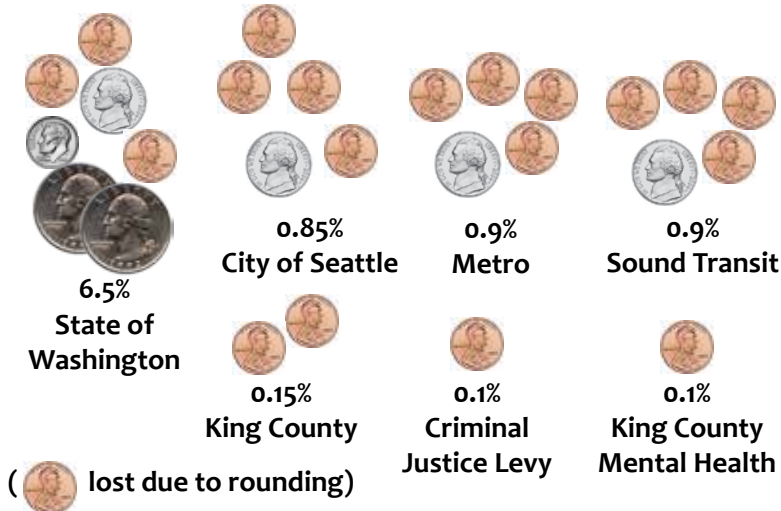 0.85%
City of Seattle
0.9%
Metro
0.9%
Sound Transit
6.5%
State of
Washington
0.15%
King County
0.1%
Criminal
Justice Levy
0.1%
King County
Mental Health
( lost due to rounding)